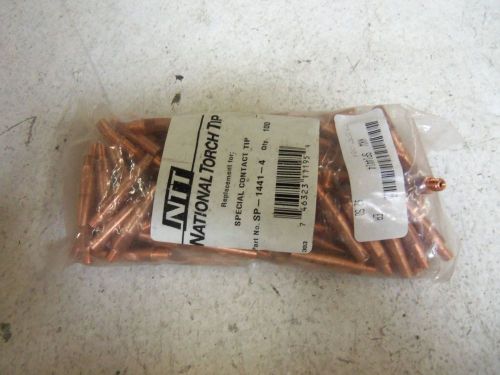 NTT
NATIONAL TORCH TIP
Replacement for:
SPECIAL CONTACT TIP
Part No. SP-1441-4 Qty. 100
7 46323 17195 4